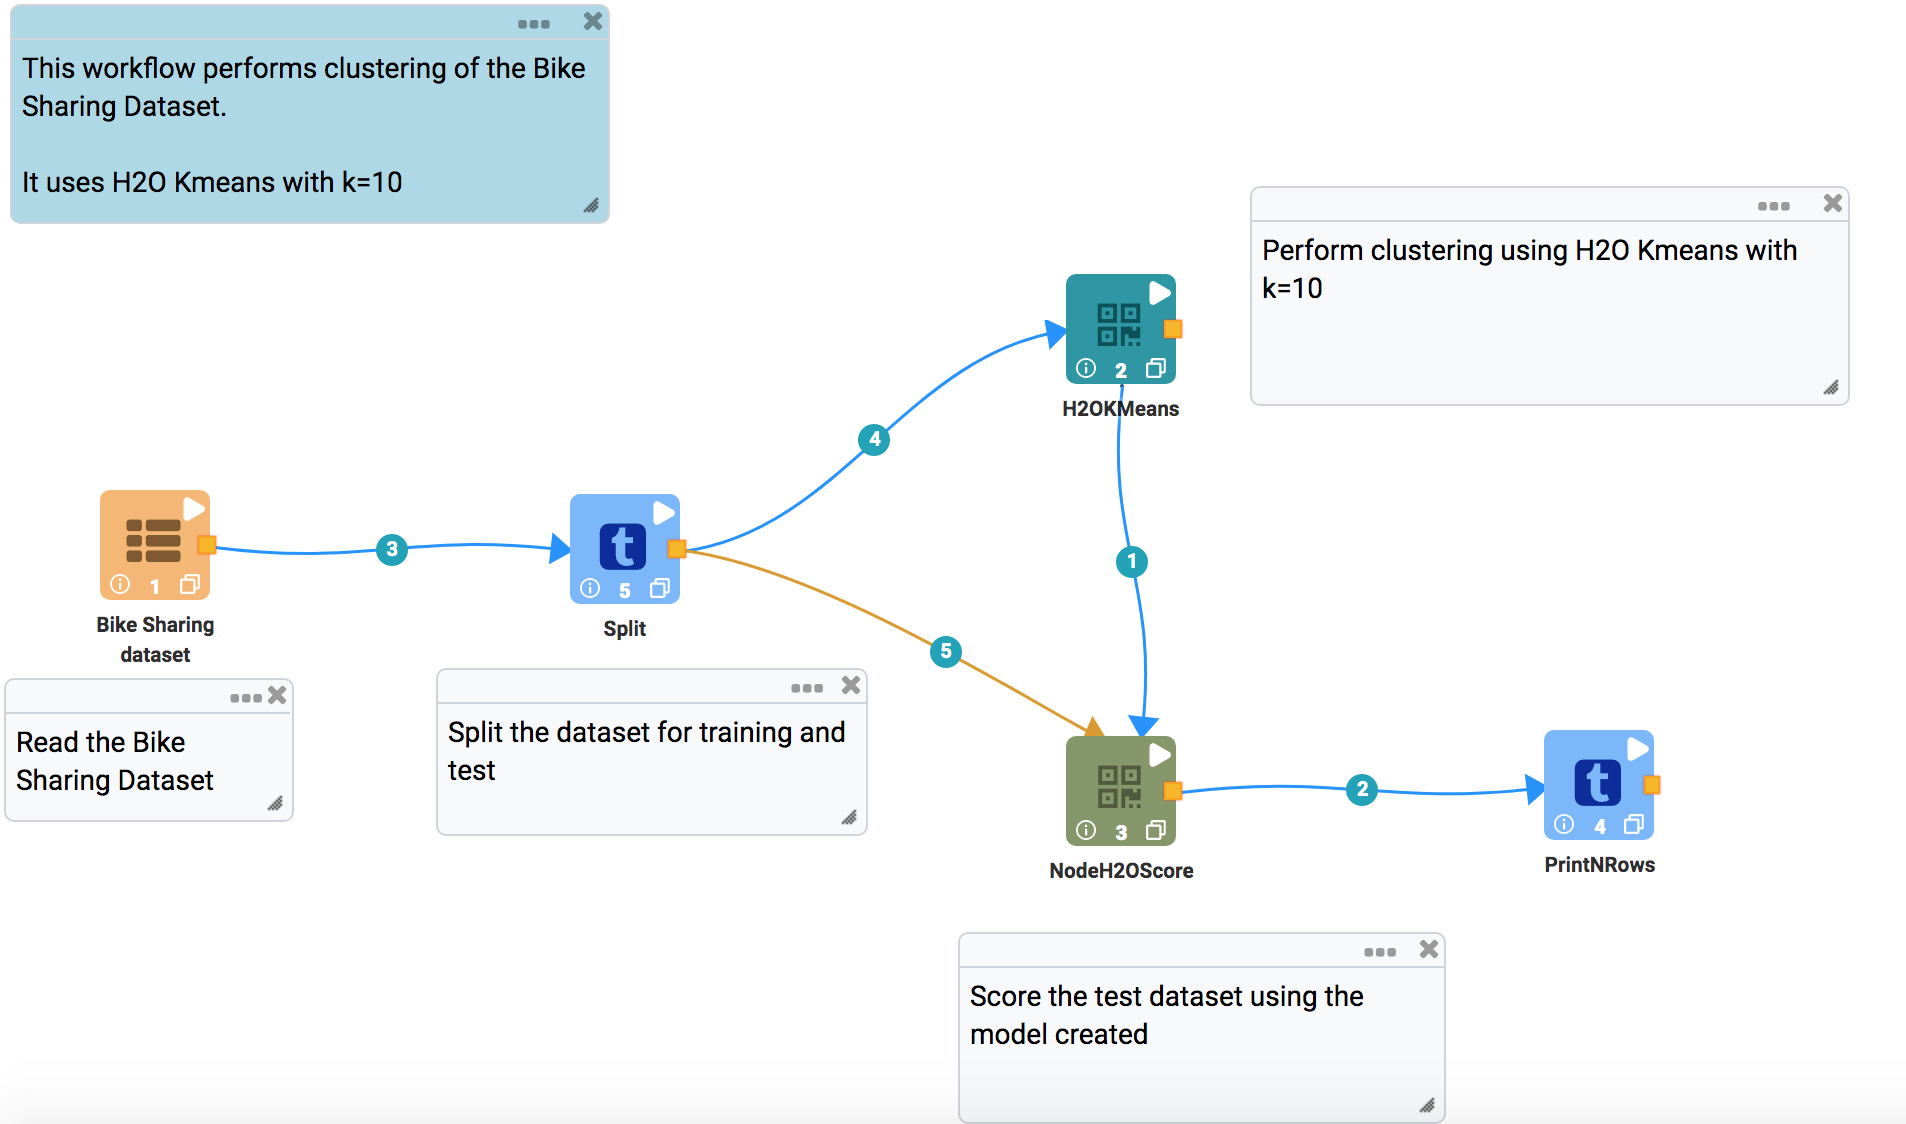 This workflow performs clustering of the Bike
Sharing Dataset.
It uses H2O Kmeans with k=10
Perform clustering using H2O Kmeans with
k=10
2
H2OKMeans
4
1
Bike Sharing
dataset
3
t
5
Split
1
5
Read the Bike
Sharing Dataset
Split the dataset for training and
test
3
NodeH2OScore
2
t
4
PrintNRows
Score the test dataset using the
model created